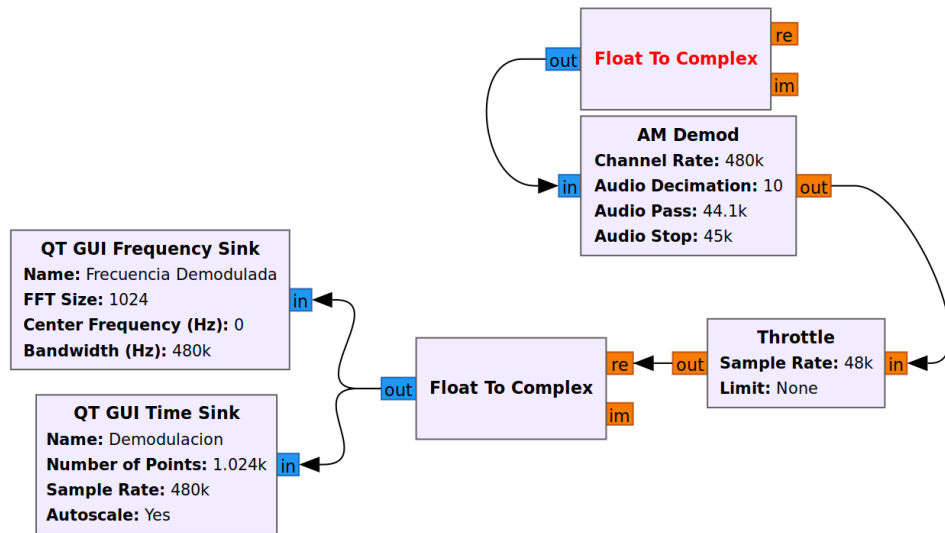 Float To Complex
out
re
im
AM Demod
Channel Rate: 480k
Audio Decimation: 10
Audio Pass: 44.1k
Audio Stop: 45k
in
out
QT GUI Frequency Sink
Name: Frecuencia Demodulada
FFT Size: 1024
Center Frequency (Hz): 0
Bandwidth (Hz): 480k
in
Throttle
Sample Rate: 48k
Limit: None
out
in
Float To Complex
out
re
im
QT GUI Time Sink
Name: Demodulacion
Number of Points: 1.024k
Sample Rate: 480k
Autoscale: Yes
in